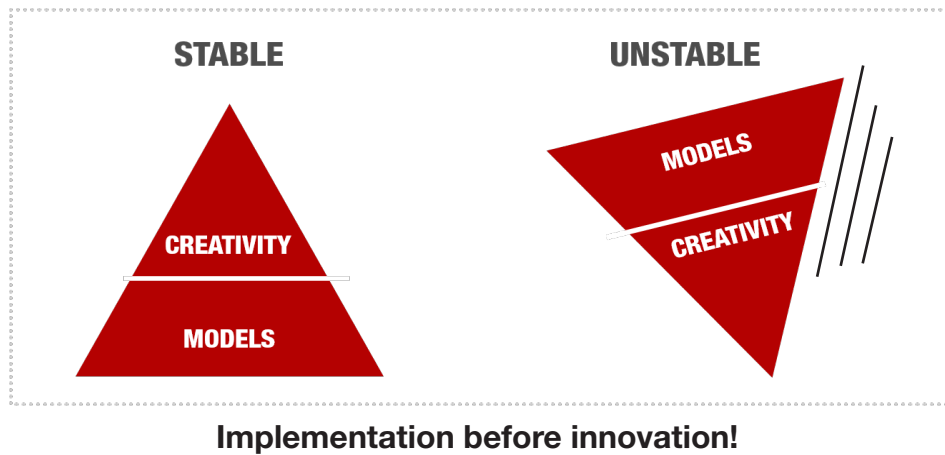 STABLE
UNSTABLE
CREATIVITY
MODELS
MODELS
CREATIVITY
Implementation before innovation!